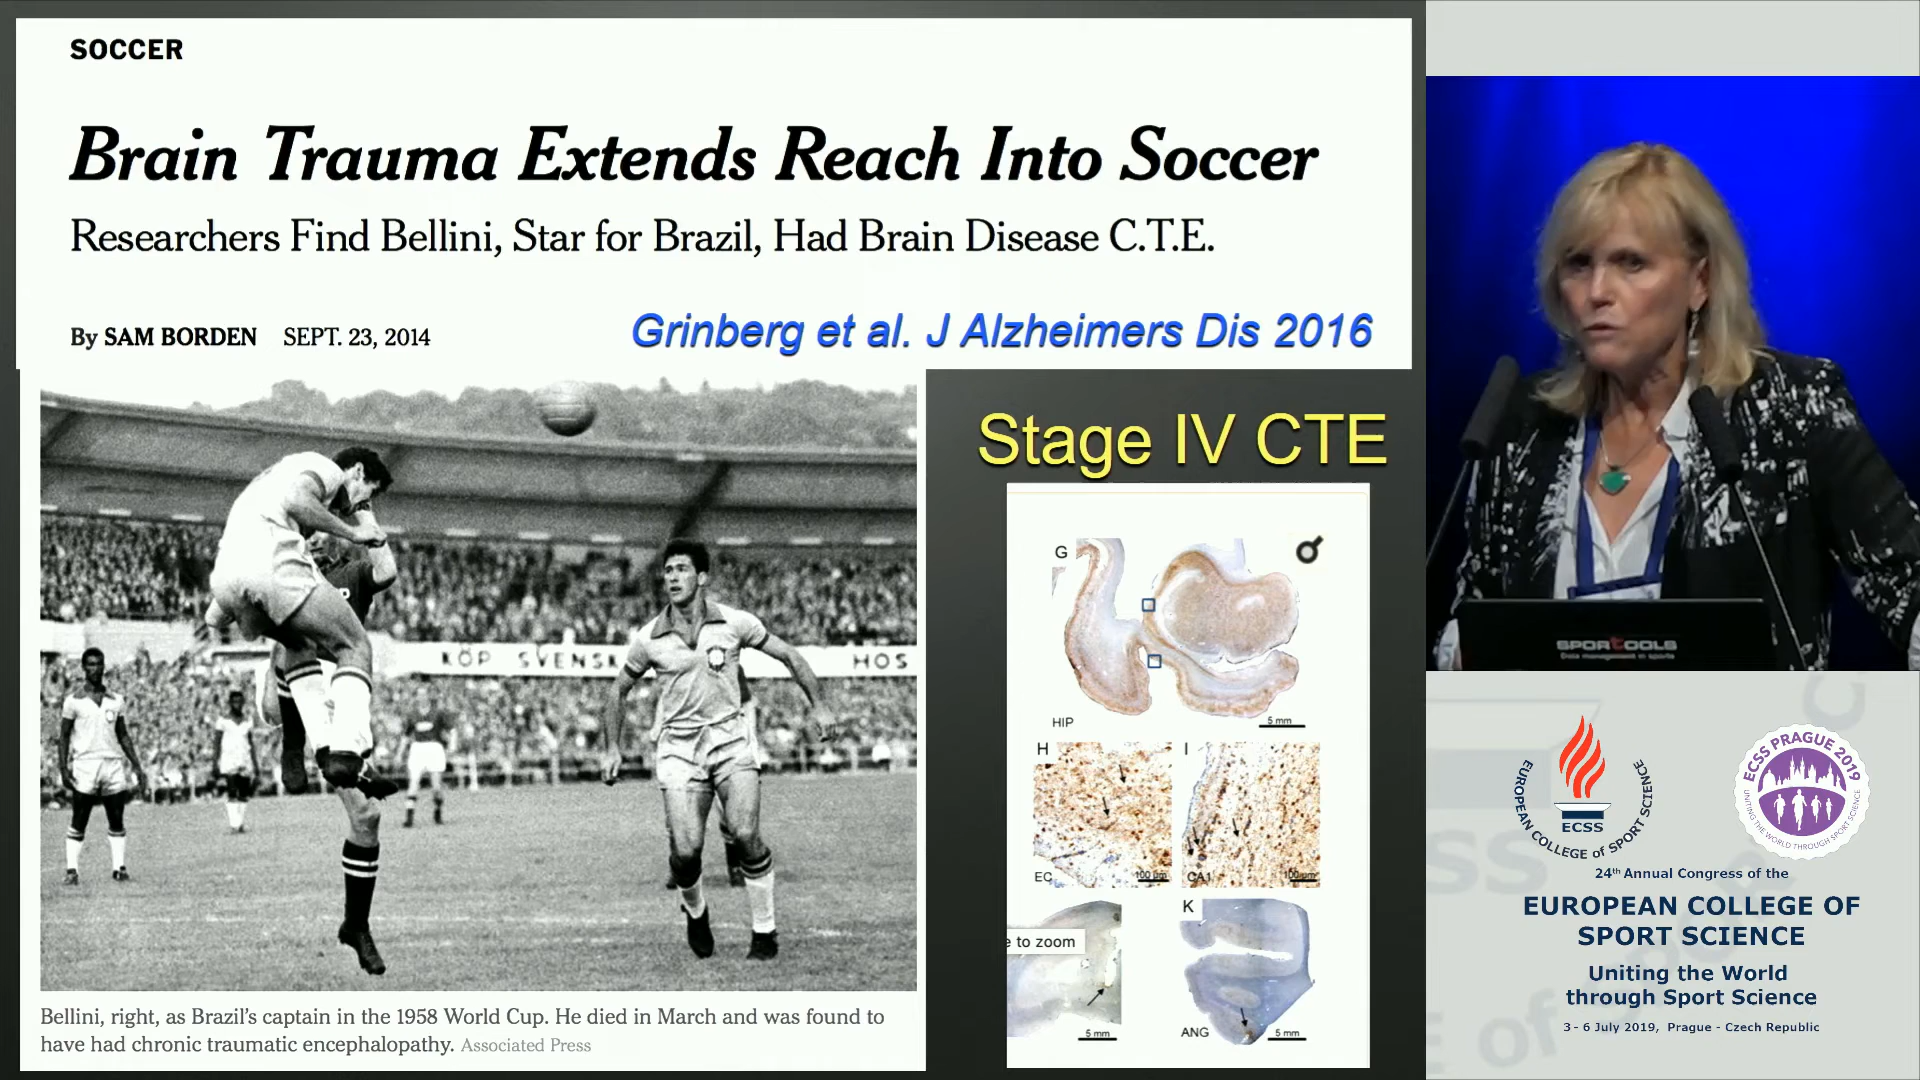 SOCCER
Brain Trauma Extends Reach Into Soccer
Researchers Find Bellini, Star for Brazil, Had Brain Disease C.T.E.
By SAM BORDEN SEPT. 23, 2014
Grinberg et al. J Alzheimers Dis 2016
KÖP SVENSK
HOS
Bellini, right, as Brazil's captain in the 1958 World Cup. He died in March and was found to
have had chronic traumatic encephalopathy. Associated Press
Stage IV CTE
G
HIP
5 mm
H
I
EC
100 µm
CA1
100 µm
e to zoom
K
5 mm
ANG
5 mm
SPORTOOLS
Data management in sports
EUROPEAN COLLEGE of SPORT SCIENCE
ECSS
ECSS PRAGUE 2019
UNITING THE WORLD THROUGH SPORT SCIENCE
24th Annual Congress of the
EUROPEAN COLLEGE OF
SPORT SCIENCE
Uniting the World
through Sport Science
3 - 6 July 2019, Prague - Czech Republic